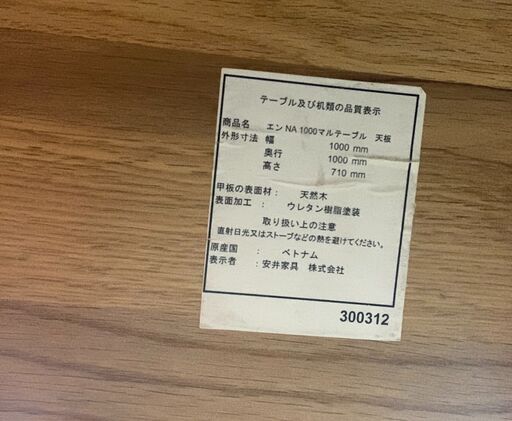 テーブル及び机類の品質表示
商品名 エンNA 1000マルテーブル 天板
外形寸法 幅 1000 mm
奥行 1000 mm
高さ 710 mm
甲板の表面材： 天然木
表面加工： ウレタン樹脂塗装
取り扱い上の注意
直射日光又はストーブなどの熱を避けてください。
原産国： ベトナム
表示者：安井家具 株式会社
300312